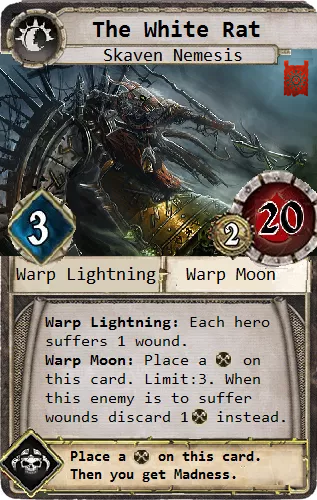 The White Rat
Skaven Nemesis
3
2
20
Warp Lightning
Warp Moon
Warp Lightning: Each hero
suffers 1 wound.
Warp Moon: Place a on
this card. Limit:3. When
this enemy is to suffer
wounds discard 1 instead.
Place a on this card.
Then you get Madness.